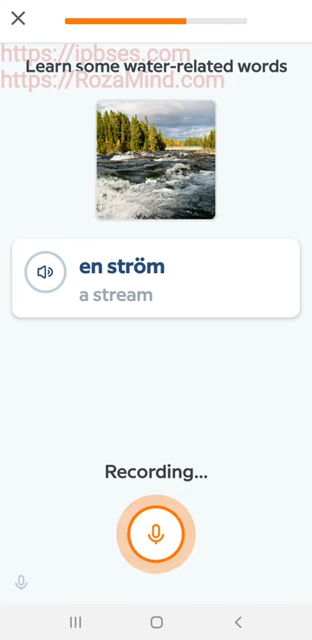 https://ipbses.com
Learn some water-related words
https://RozaMind.com
en ström
a stream
Recording...